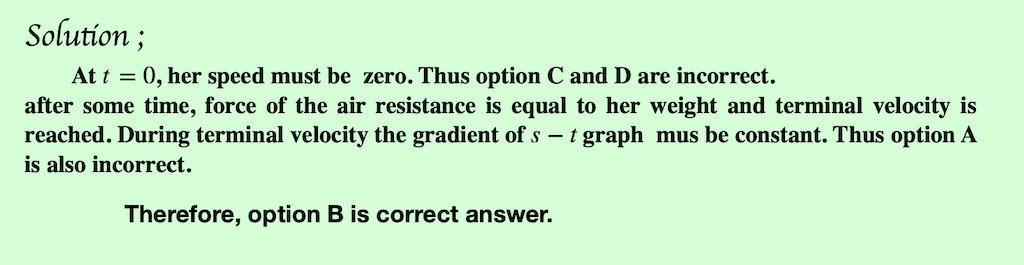 Solution ;
At t = 0, her speed must be zero. Thus option C and D are incorrect.
after some time, force of the air resistance is equal to her weight and terminal velocity is
reached. During terminal velocity the gradient of s − t graph mus be constant. Thus option A
is also incorrect.
Therefore, option B is correct answer.